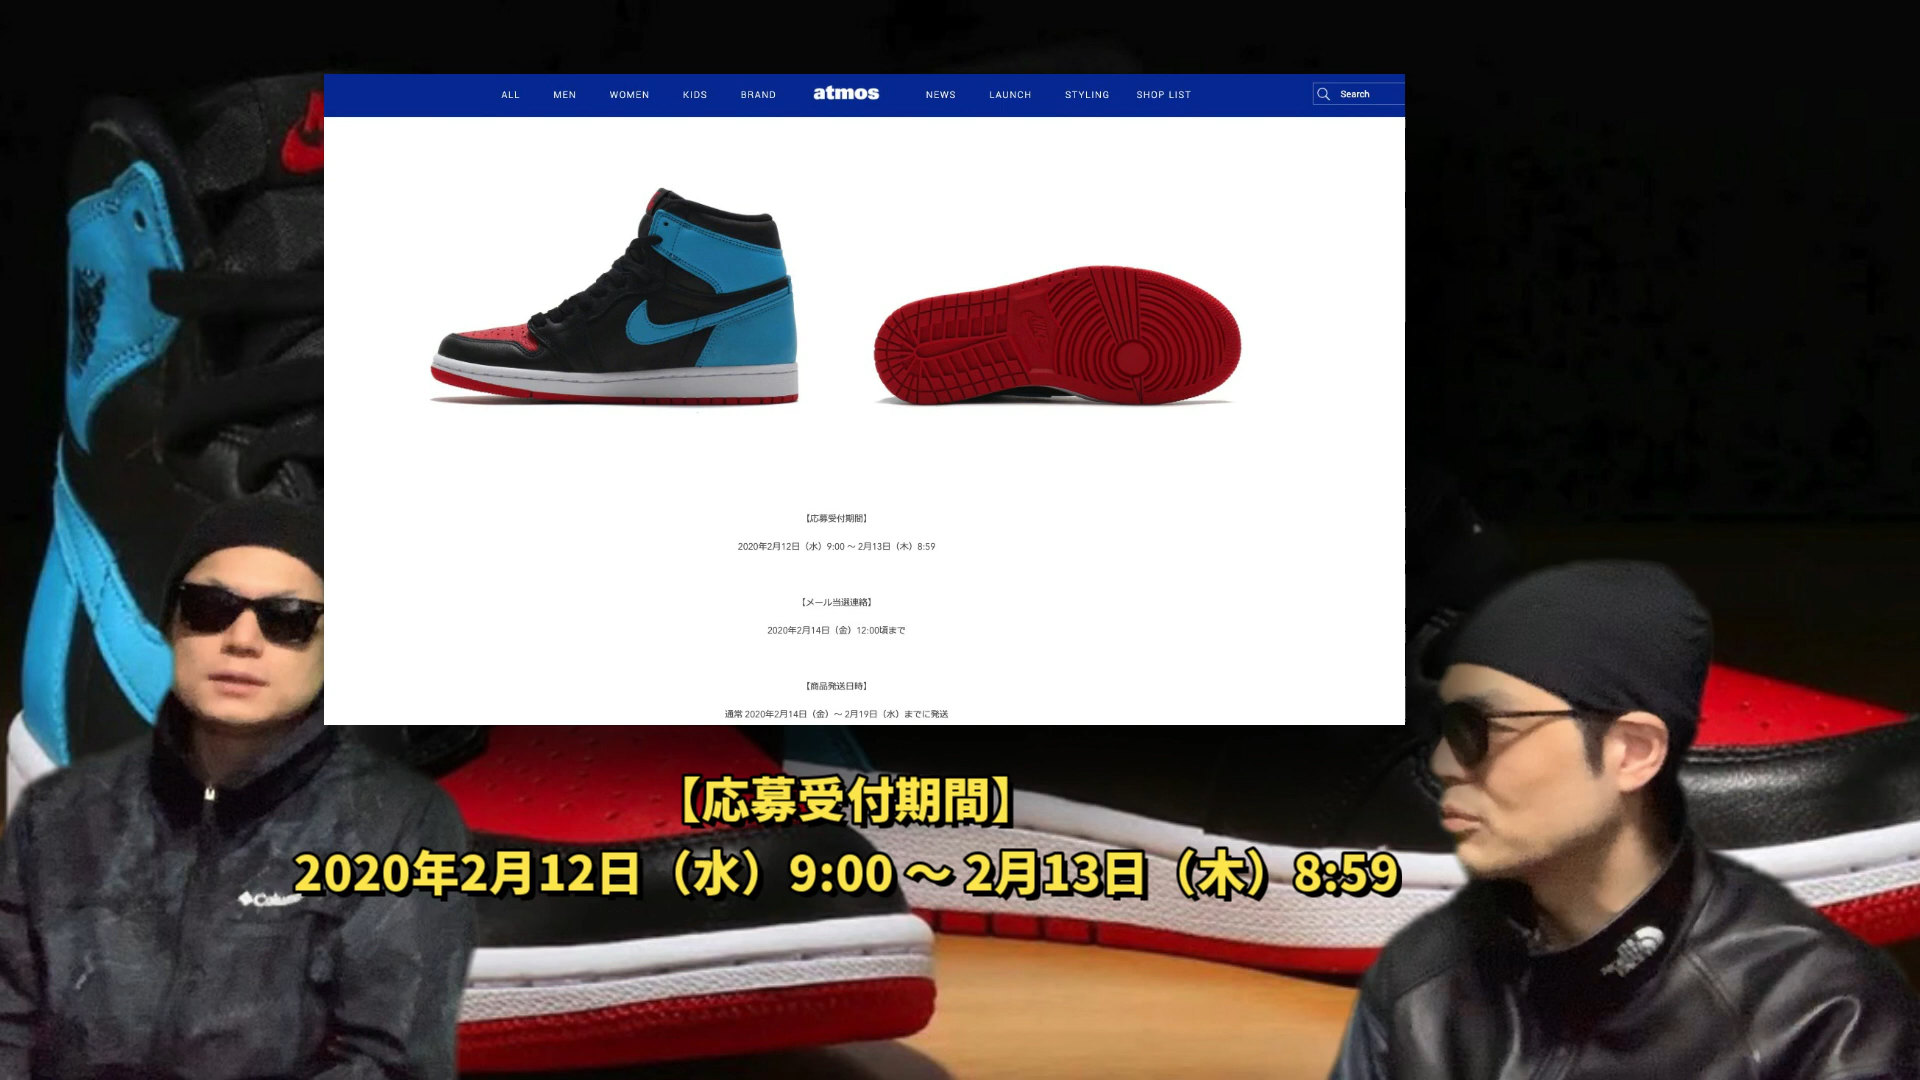 ALL MEN WOMEN KIDS BRAND atmos NEWS LAUNCH STYLING SHOP LIST Search
【応募受付期間】
2020年2月12日（水）9:00 〜 2月13日（木）8:59
【メール当選連絡】
2020年2月14日（金）12:00頃まで
【商品発送日時】
通常 2020年2月14日（金）〜 2月19日（水）までに発送
【応募受付期間】
2020年2月12日（水）9:00 〜 2月13日（木）8:59